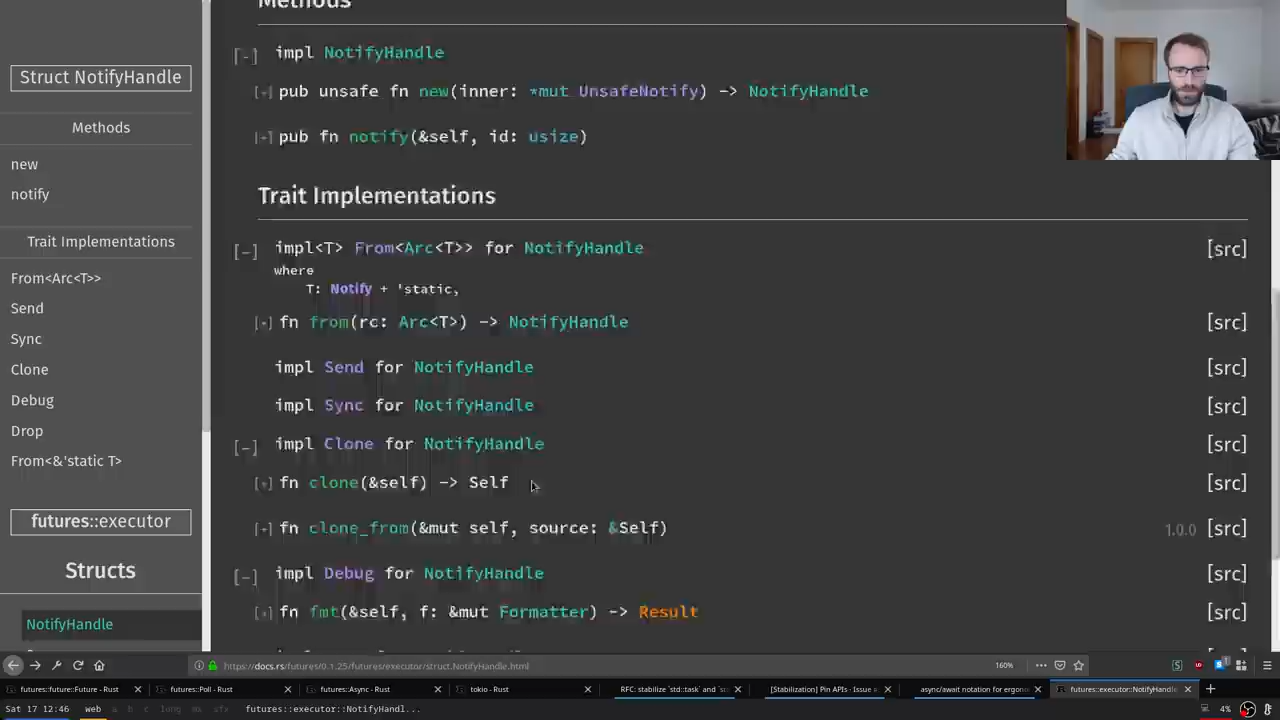 Methods
impl NotifyHandle
pub unsafe fn new(inner: *mut UnsafeNotify) -> NotifyHandle
pub fn notify(&self, id: usize)
Trait Implementations
impl<T> From<Arc<T>> for NotifyHandle [src]
where
T: Notify + 'static,
fn from(rc: Arc<T>) -> NotifyHandle [src]
impl Send for NotifyHandle [src]
impl Sync for NotifyHandle [src]
[-] impl Clone for NotifyHandle [src]
fn clone(&self) -> Self [src]
fn clone_from(&mut self, source: &Self) 1.0.0 [src]
[-] impl Debug for NotifyHandle [src]
fn fmt(&self, f: &mut Formatter) -> Result [src]
Struct NotifyHandle
Methods
new
notify
Trait Implementations
From<Arc<T>>
Send
Sync
Clone
Debug
Drop
From<&'static T>
futures::executor
Structs
NotifyHandle
https://docs.rs/futures/0.1.25/futures/executor/struct.NotifyHandle.html 160%
futures::future::Future - Rust futures::Poll - Rust futures::Async - Rust tokio - Rust RFC: stabilize `std::task` and `s [Stabilization] Pin APIs · Issue async/await notation for ergon futures::executor::NotifyHandle
Sat 17 12:46 web a b c lung ma xfx futures::executor::NotifyHandl... 4%